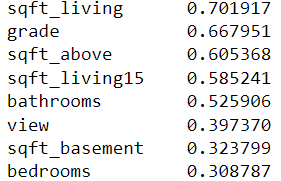 sqft_living 0.701917
grade 0.667951
sqft_above 0.605368
sqft_living15 0.585241
bathrooms 0.525906
view 0.397370
sqft_basement 0.323799
bedrooms 0.308787